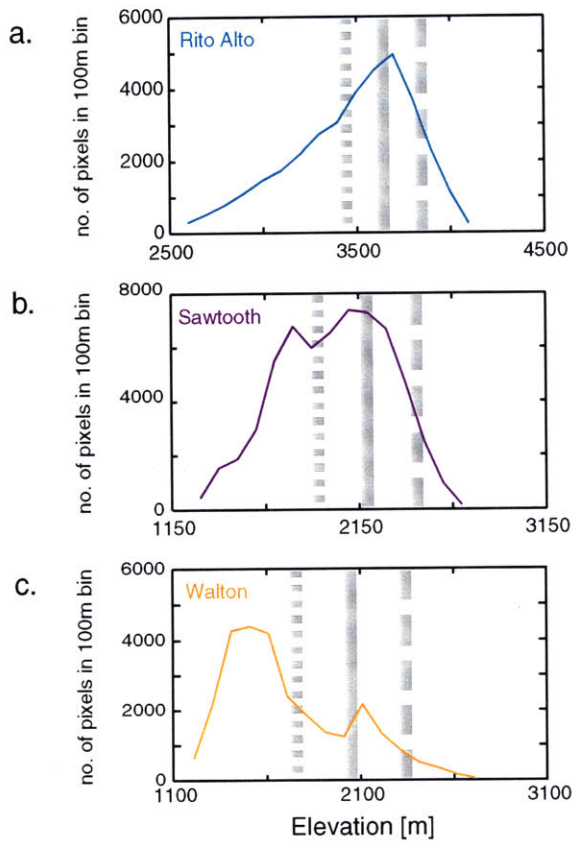 a.
Rito Alto
no. of pixels in 100m bin
6000
4000
2000
0
2500
3500
4500
b.
Sawtooth
no. of pixels in 100m bin
8000
4000
0
1150
2150
3150
c.
Walton
no. of pixels in 100m bin
6000
4000
2000
0
1100
2100
3100
Elevation [m]